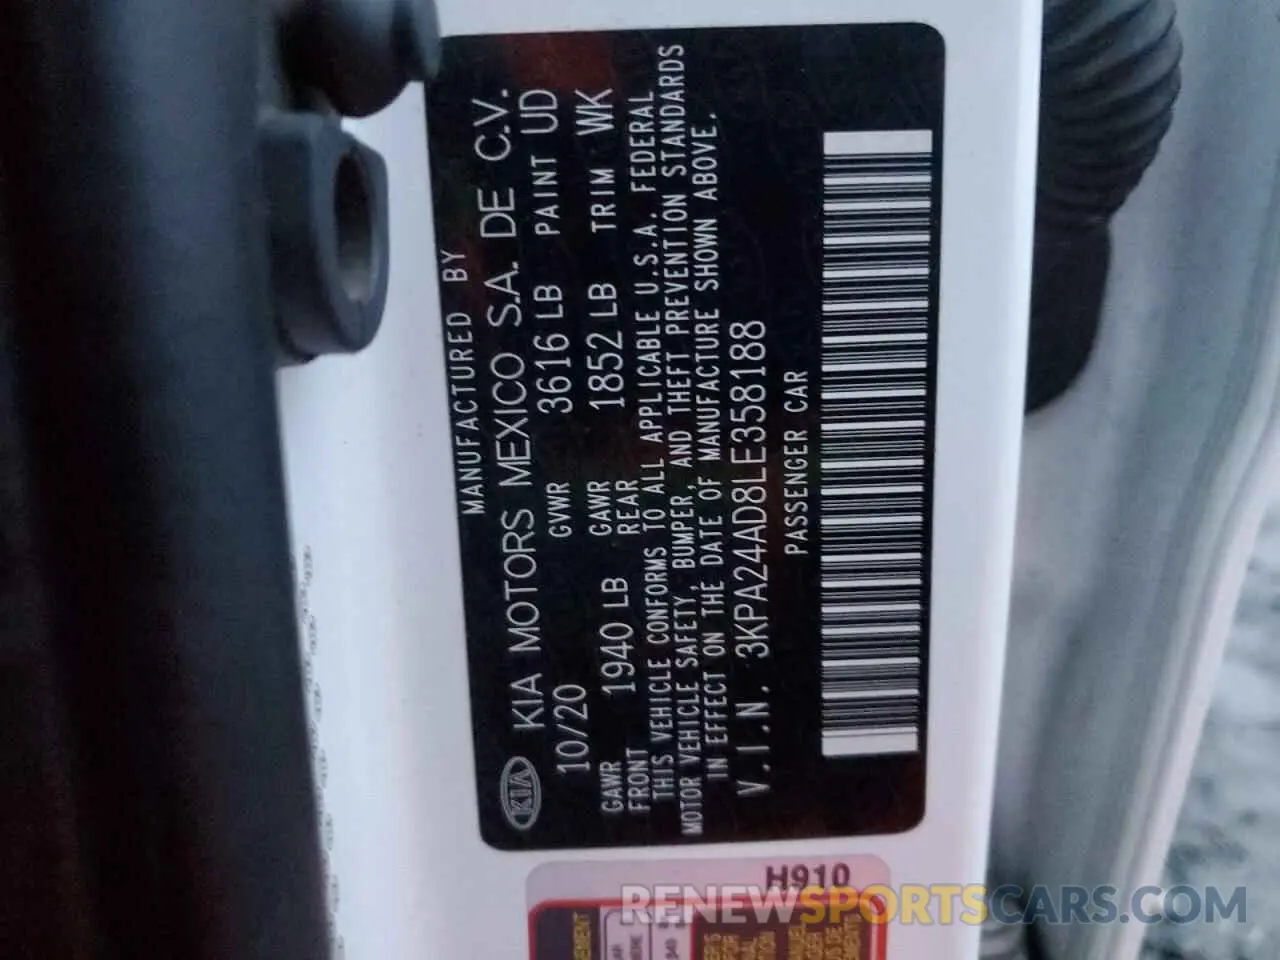 MANUFACTURED BY
KIA KIA MOTORS MEXICO S.A. DE C.V.
10/20 GVWR 3616 LB PAINT UD
GAWR FRONT 1940 LB GAWR REAR 1852 LB TRIM WK
THIS VEHICLE CONFORMS TO ALL APPLICABLE U.S.A. FEDERAL
MOTOR VEHICLE SAFETY, BUMPER, AND THEFT PREVENTION STANDARDS
IN EFFECT ON THE DATE OF MANUFACTURE SHOWN ABOVE.
V.I.N. 3KPA24AD8LE358188
PASSENGER CAR
H910
RENEWSPORTSCARS.COM